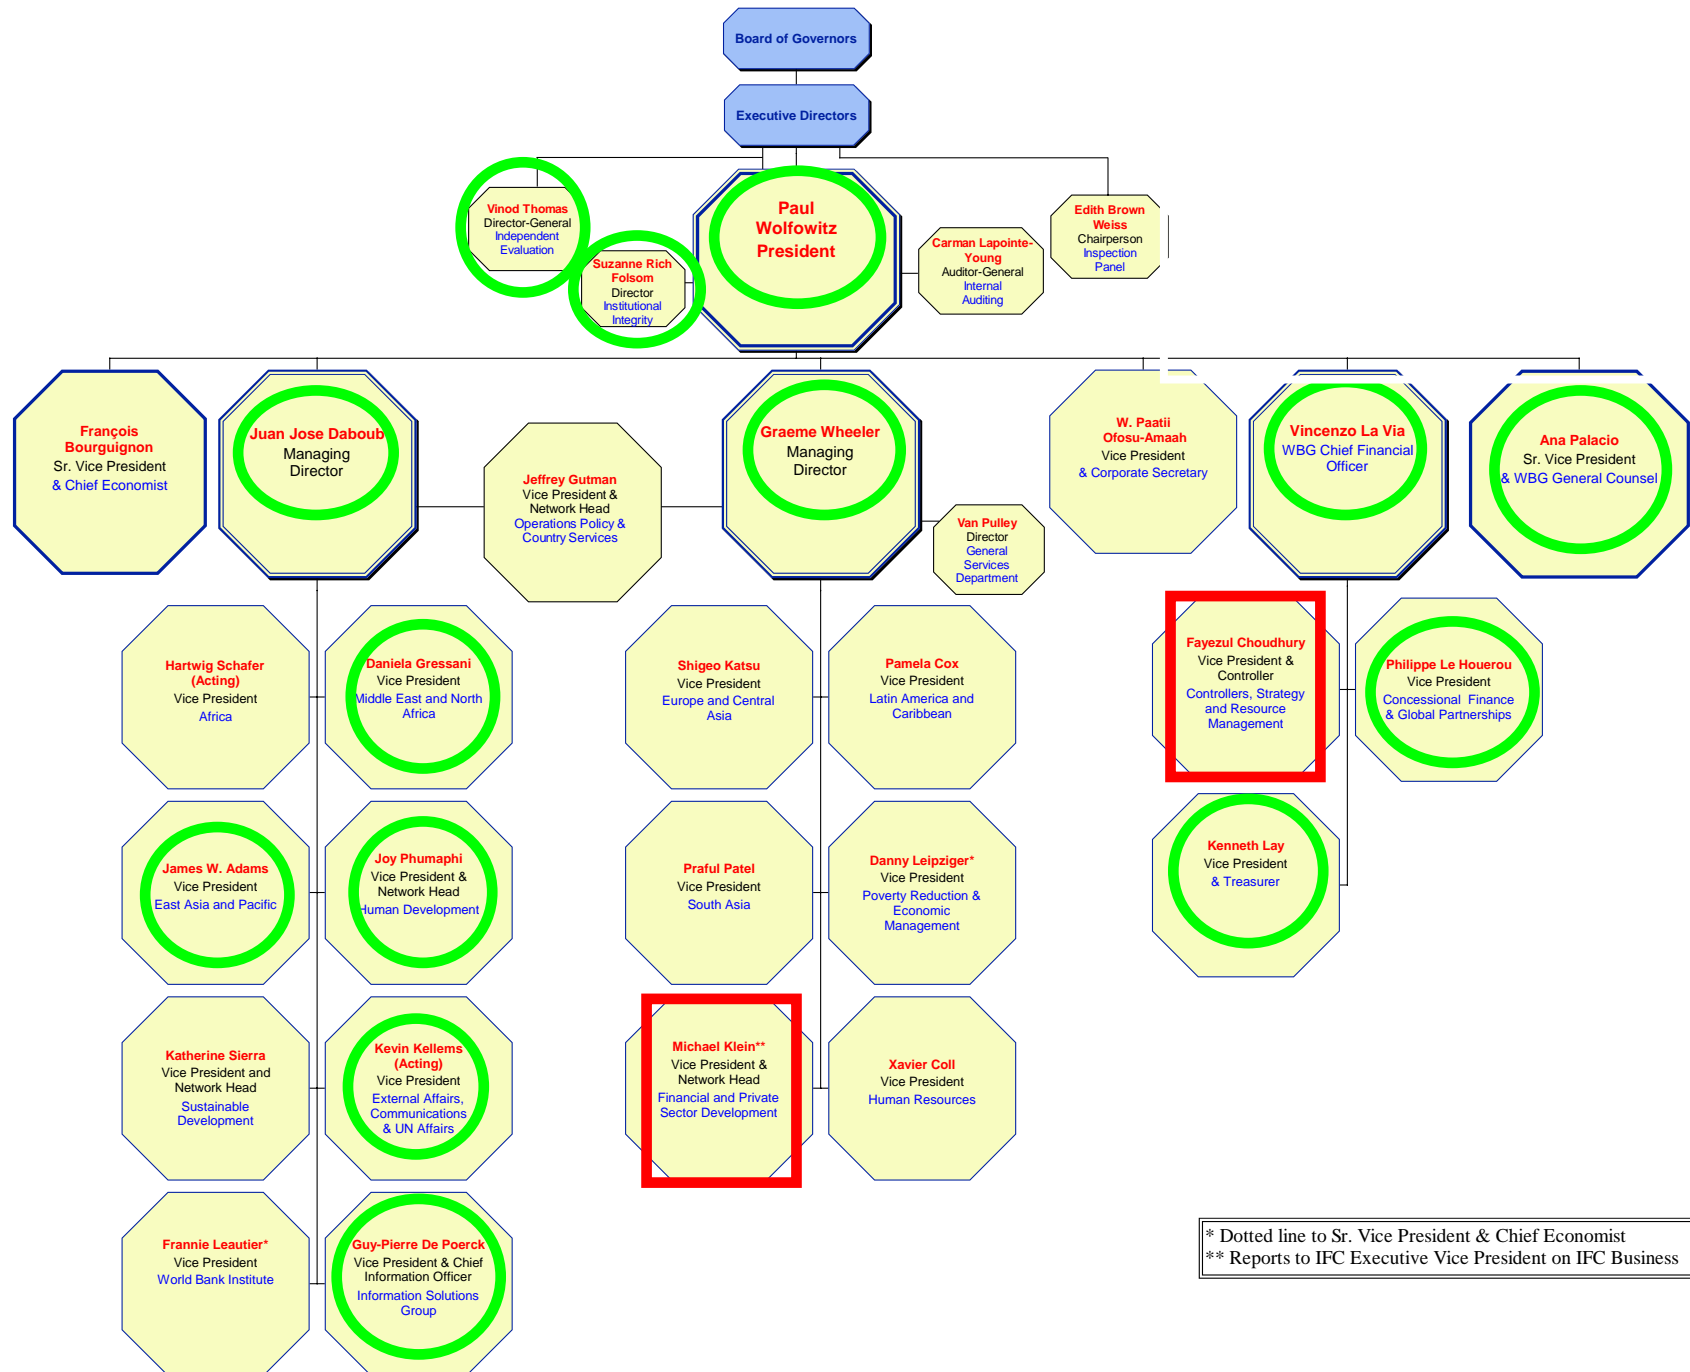 Board of Governors
Executive Directors
Vinod Thomas
Director-General
Independent
Evaluation
Suzanne Rich
Folsom
Director
Institutional
Integrity
Paul
Wolfowitz
President
Carman Lapointe-
Young
Auditor-General
Internal
Auditing
Edith Brown
Weiss
Chairperson
Inspection
Panel
François
Bourguignon
Sr. Vice President
& Chief Economist
Juan Jose Daboub
Managing
Director
Jeffrey Gutman
Vice President &
Network Head
Operations Policy &
Country Services
Graeme Wheeler
Managing
Director
Van Pulley
Director
General
Services
Department
W. Paatii
Ofosu-Amaah
Vice President
& Corporate Secretary
Vincenzo La Via
WBG Chief Financial
Officer
Ana Palacio
Sr. Vice President
& WBG General Counsel
Hartwig Schafer
(Acting)
Vice President
Africa
Daniela Gressani
Vice President
Middle East and North
Africa
Shigeo Katsu
Vice President
Europe and Central
Asia
Pamela Cox
Vice President
Latin America and
Caribbean
Fayezul Choudhury
Vice President &
Controller
Controllers, Strategy
and Resource
Management
Philippe Le Houerou
Vice President
Concessional Finance
& Global Partnerships
James W. Adams
Vice President
East Asia and Pacific
Joy Phumaphi
Vice President &
Network Head
Human Development
Praful Patel
Vice President
South Asia
Danny Leipziger*
Vice President
Poverty Reduction &
Economic
Management
Kenneth Lay
Vice President
& Treasurer
Katherine Sierra
Vice President and
Network Head
Sustainable
Development
Kevin Kellems
(Acting)
Vice President
External Affairs,
Communications
& UN Affairs
Michael Klein**
Vice President &
Network Head
Financial and Private
Sector Development
Xavier Coll
Vice President
Human Resources
Frannie Leautier*
Vice President
World Bank Institute
Guy-Pierre De Poerck
Vice President & Chief
Information Officer
Information Solutions
Group
* Dotted line to Sr. Vice President & Chief Economist
** Reports to IFC Executive Vice President on IFC Business